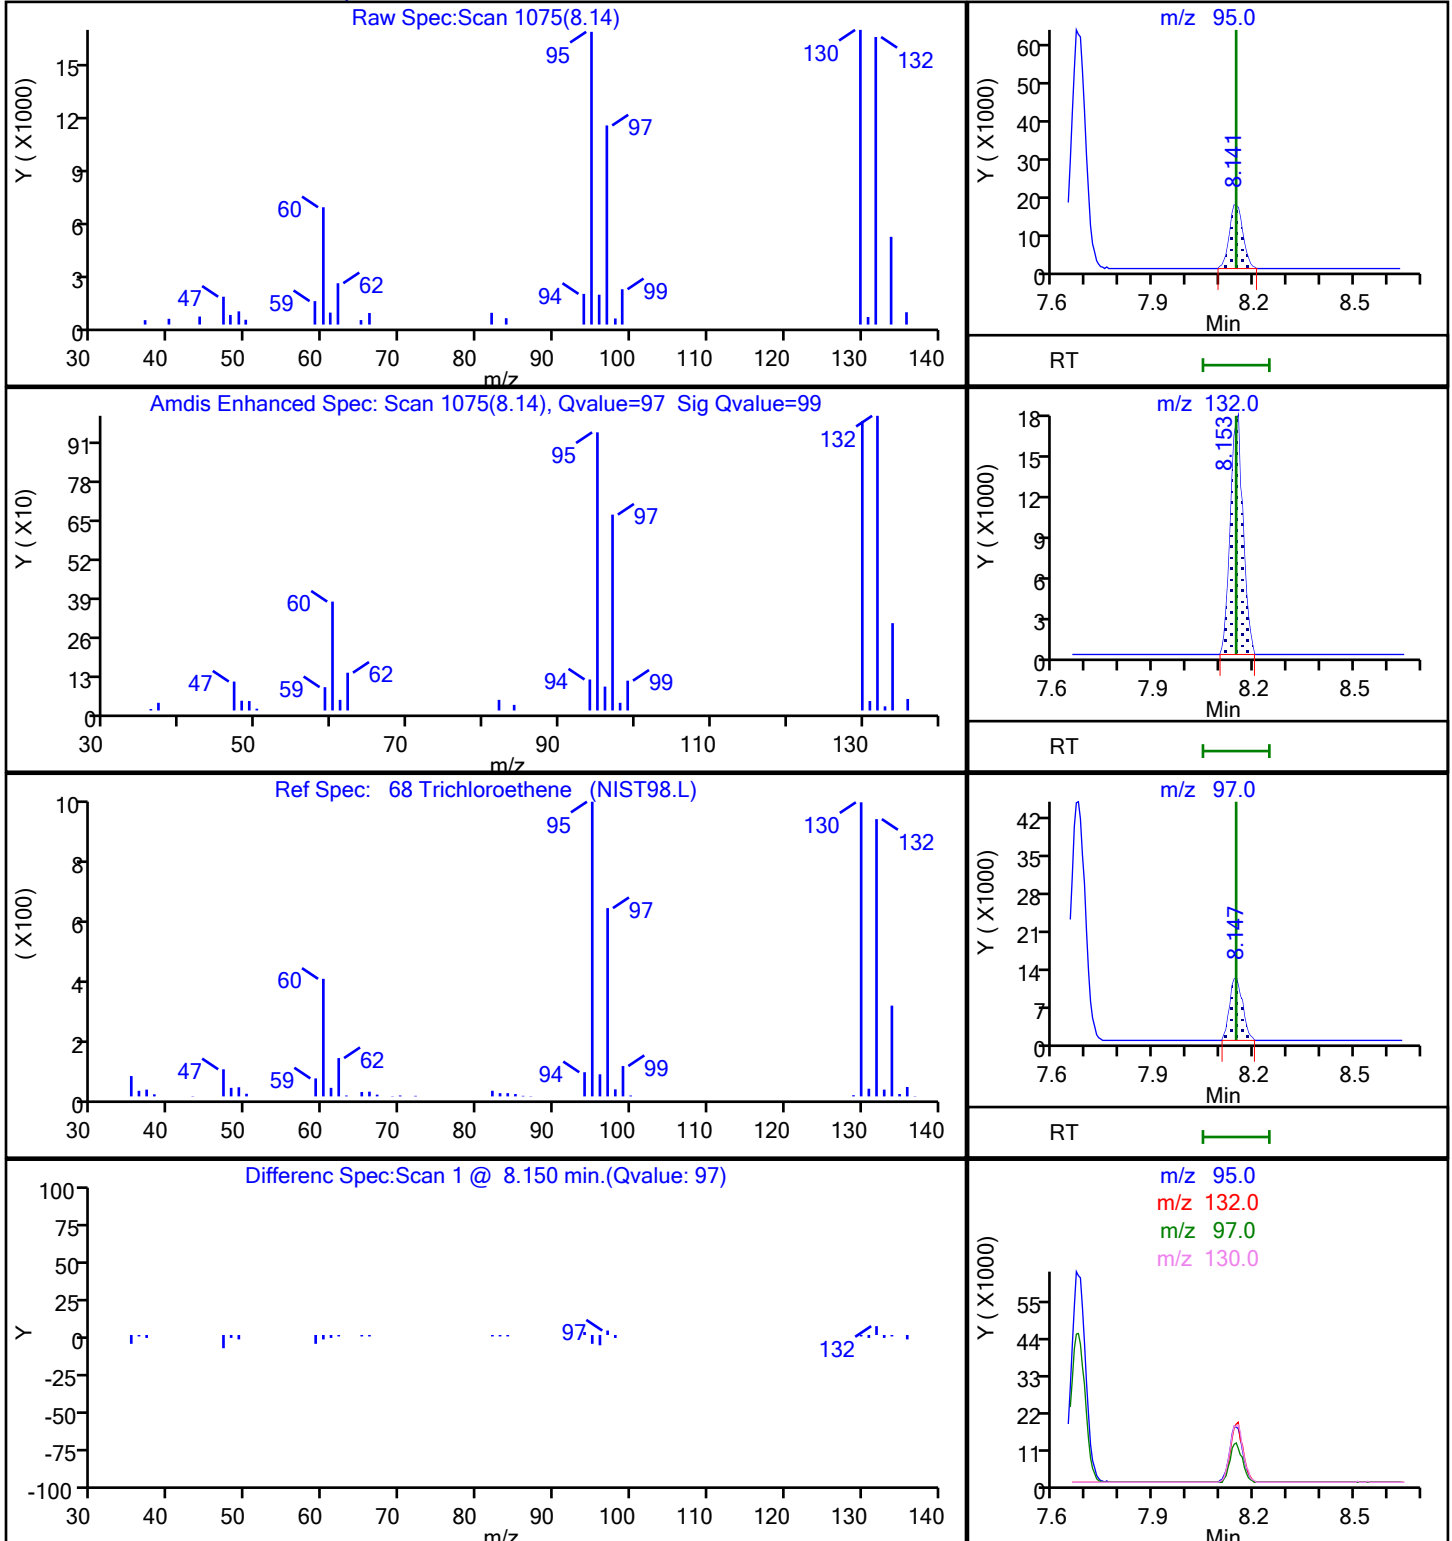 Raw Spec:Scan 1075(8.14)
Y ( X1000)
15
12
9
6
3
0
95
130
132
97
60
47
59
62
94
99
30 40 50 60 70 80 90 100 110 120 130 140
m/z
m/z 95.0
Y ( X1000)
60
50
40
30
20
10
0
8.141
7.6 7.9 8.2 8.5
Min
RT
Amdis Enhanced Spec: Scan 1075(8.14), Qvalue=97 Sig Qvalue=99
Y ( X10)
91
78
65
52
39
26
13
0
95
132
97
60
47
59
62
94
99
30 50 70 90 110 130
m/z
m/z 132.0
Y ( X1000)
18
15
12
9
6
3
0
8.153
7.6 7.9 8.2 8.5
Min
RT
Ref Spec: 68 Trichloroethene (NIST98.L)
( X100)
10
8
6
4
2
0
95
130
132
97
60
47
59
62
94
99
30 40 50 60 70 80 90 100 110 120 130 140
m/z
m/z 97.0
Y ( X1000)
42
35
28
21
14
7
0
8.147
7.6 7.9 8.2 8.5
Min
RT
Differenc Spec:Scan 1 @ 8.150 min.(Qvalue: 97)
Y
100
75
50
25
0
-25
-50
-75
-100
97
132
30 40 50 60 70 80 90 100 110 120 130 140
m/z
m/z 95.0
m/z 132.0
m/z 97.0
m/z 130.0
Y ( X1000)
55
44
33
22
11
0
7.6 7.9 8.2 8.5
Min